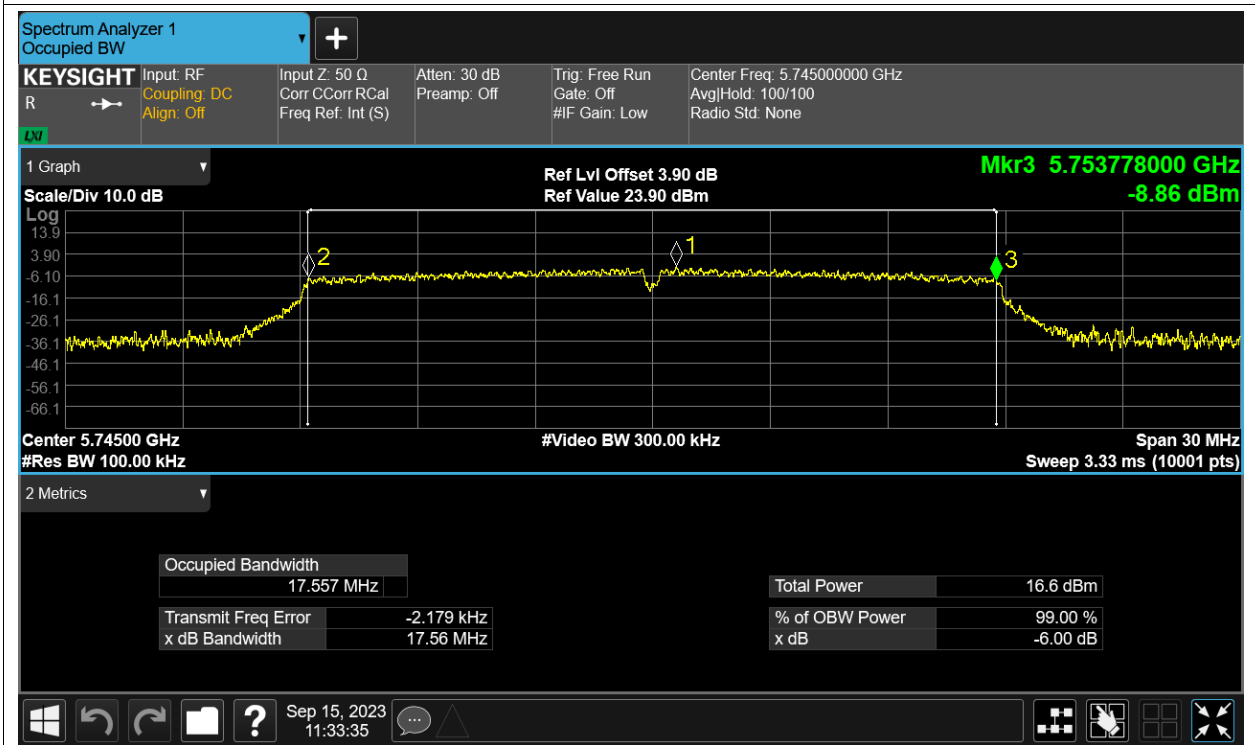 Spectrum Analyzer 1
Occupied BW
KEYSIGHT
R
LXI
Input: RF
Coupling: DC
Align: Off
Input Z: 50 Ω
Corr CCorr RCal
Freq Ref: Int (S)
Atten: 30 dB
Preamp: Off
Trig: Free Run
Gate: Off
#IF Gain: Low
Center Freq: 5.745000000 GHz
Avg|Hold: 100/100
Radio Std: None
1 Graph
Scale/Div 10.0 dB
Ref Lvl Offset 3.90 dB
Ref Value 23.90 dBm
Mkr3 5.753778000 GHz
-8.86 dBm
Log
13.9
3.90
-6.10
-16.1
-26.1
-36.1
-46.1
-56.1
-66.1
2
1
3
Center 5.74500 GHz
#Res BW 100.00 kHz
#Video BW 300.00 kHz
Span 30 MHz
Sweep 3.33 ms (10001 pts)
2 Metrics
Occupied Bandwidth
17.557 MHz
Transmit Freq Error -2.179 kHz
x dB Bandwidth 17.56 MHz
Total Power 16.6 dBm
% of OBW Power 99.00 %
x dB -6.00 dB
?
Sep 15, 2023
11:33:35